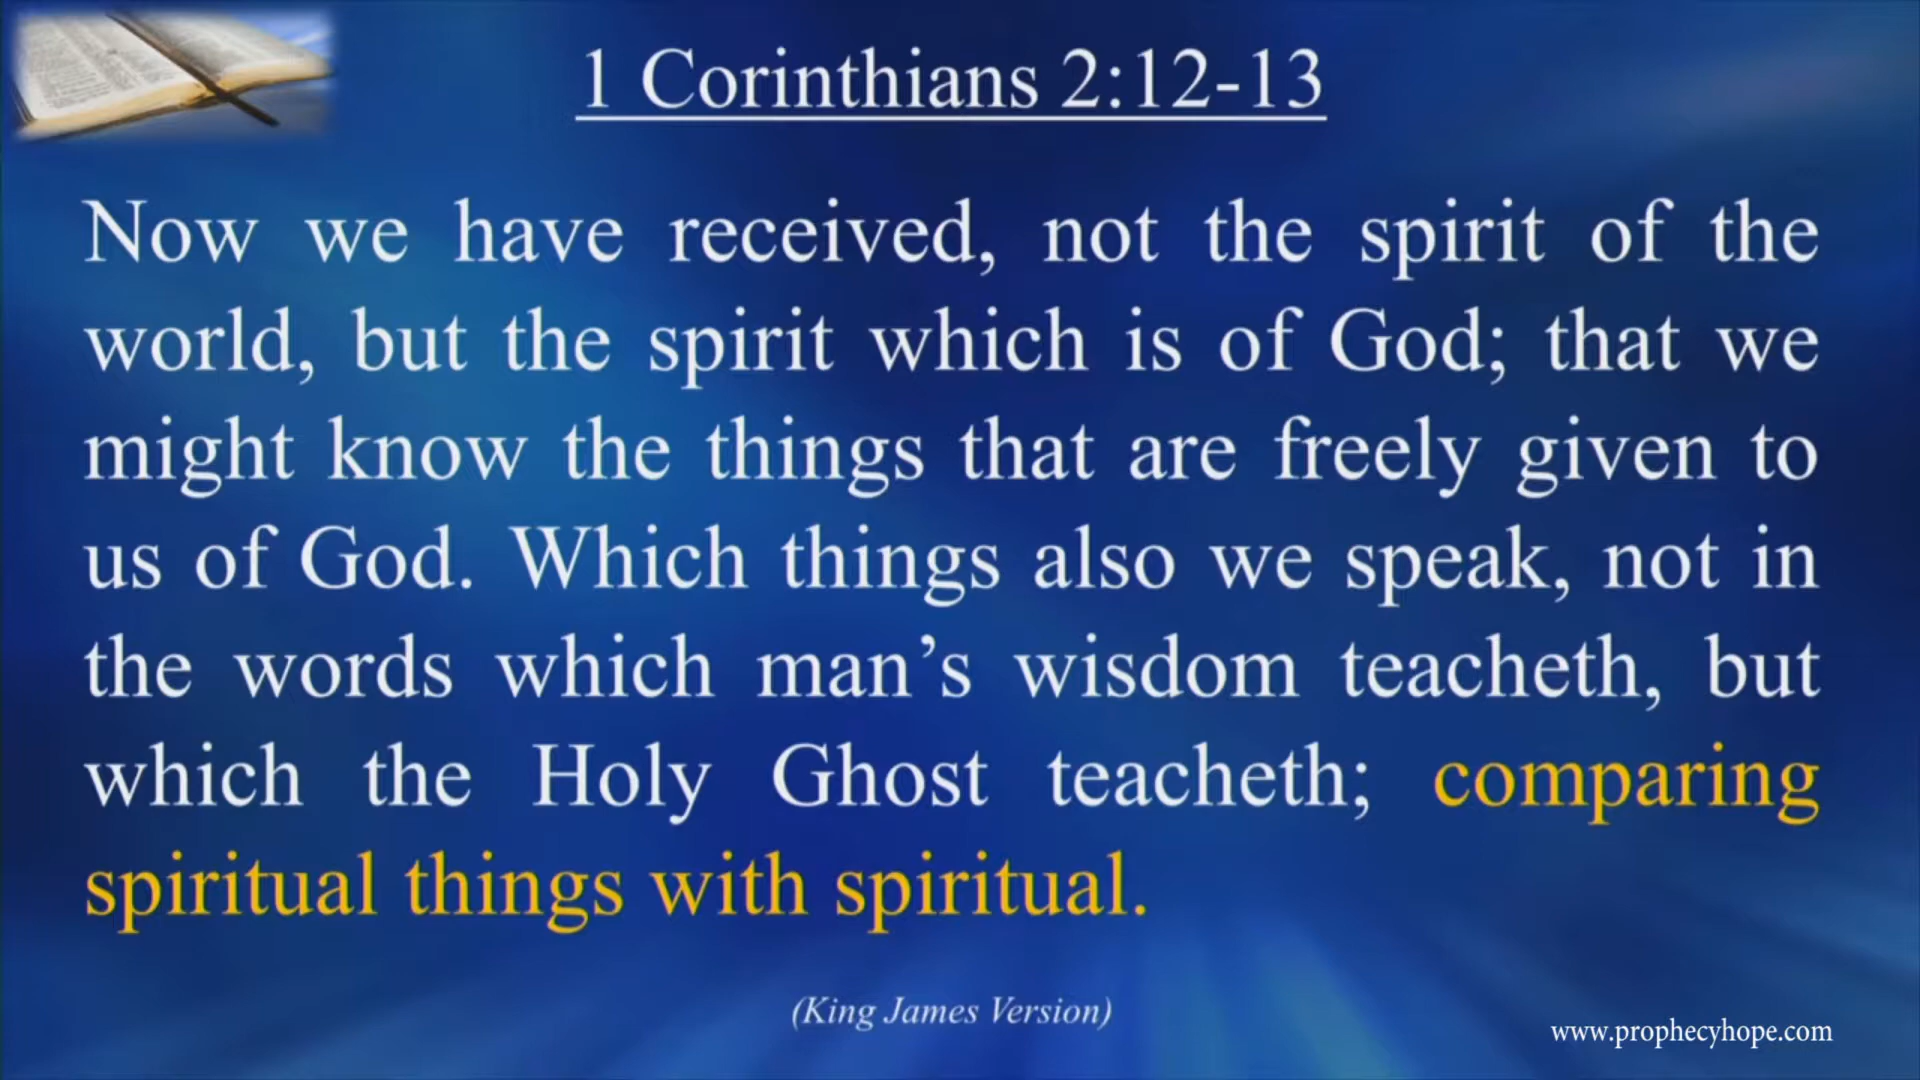 1 Corinthians 2:12-13
Now we have received, not the spirit of the
world, but the spirit which is of God; that we
might know the things that are freely given to
us of God. Which things also we speak, not in
the words which man’s wisdom teacheth, but
which the Holy Ghost teacheth; comparing
spiritual things with spiritual.
(King James Version)
www.prophecyhope.com